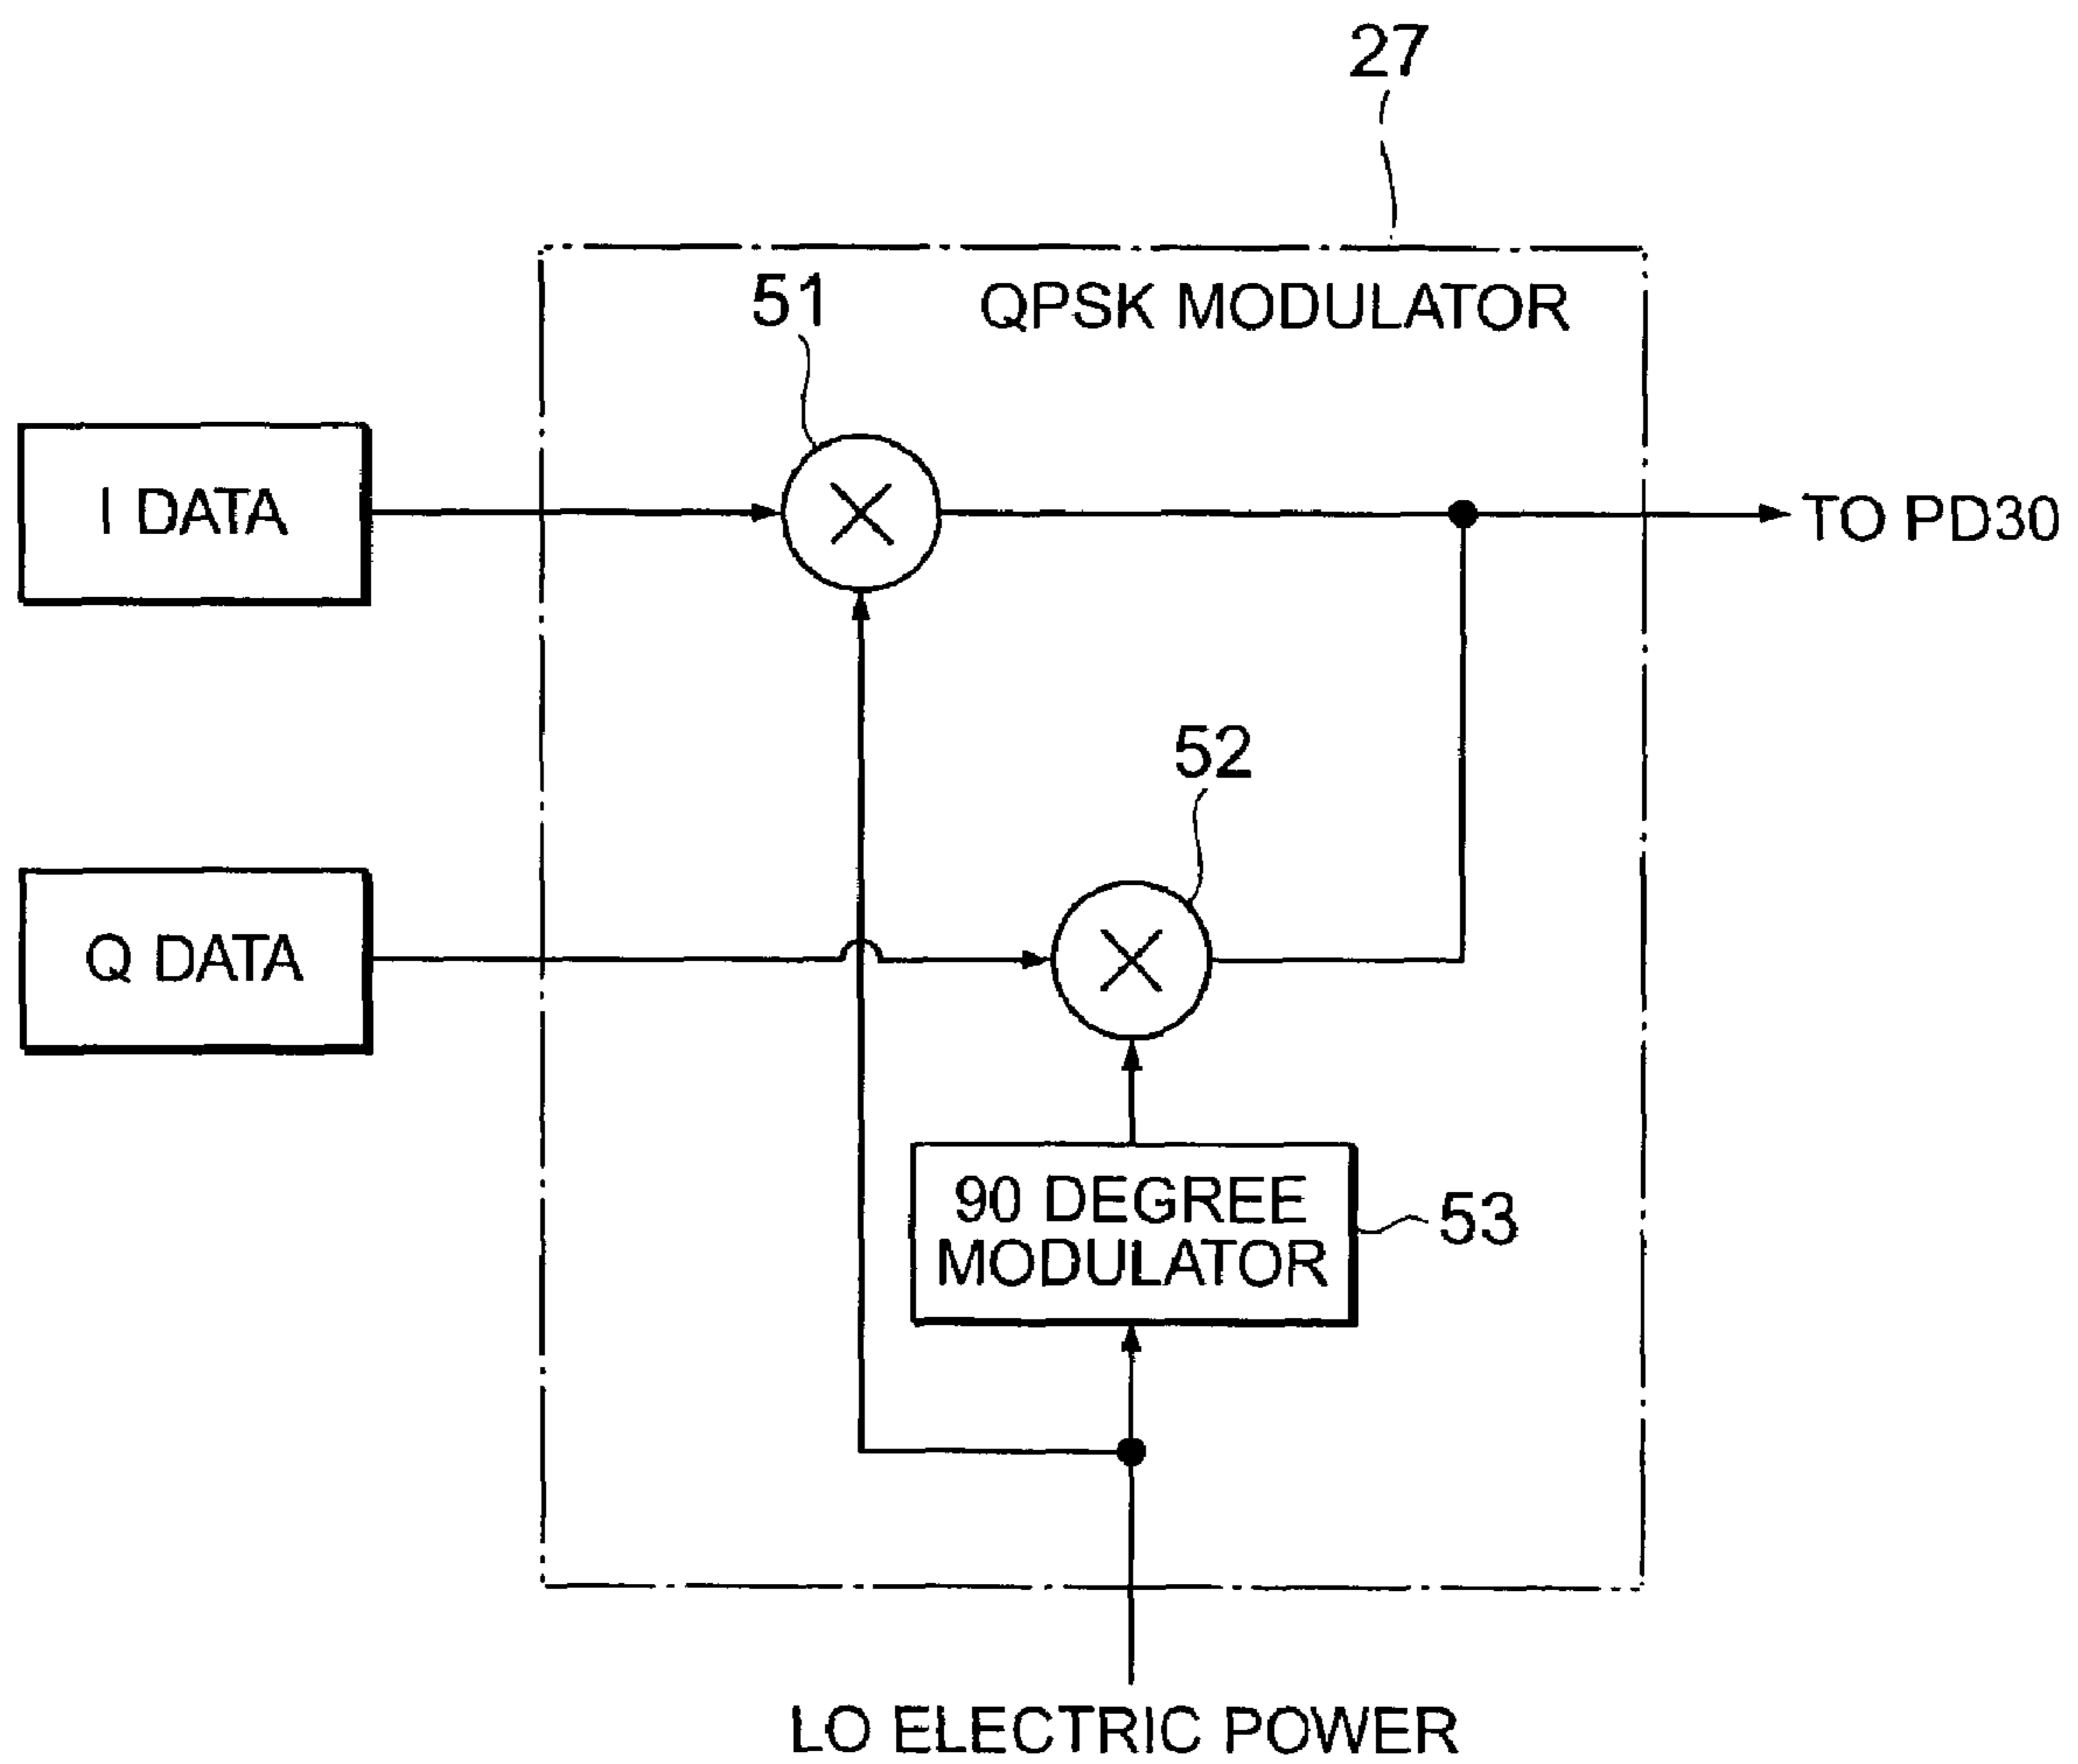 27
51
QPSK MODULATOR
I DATA
TO PD30
52
Q DATA
90 DEGREE
MODULATOR
53
LO ELECTRIC POWER